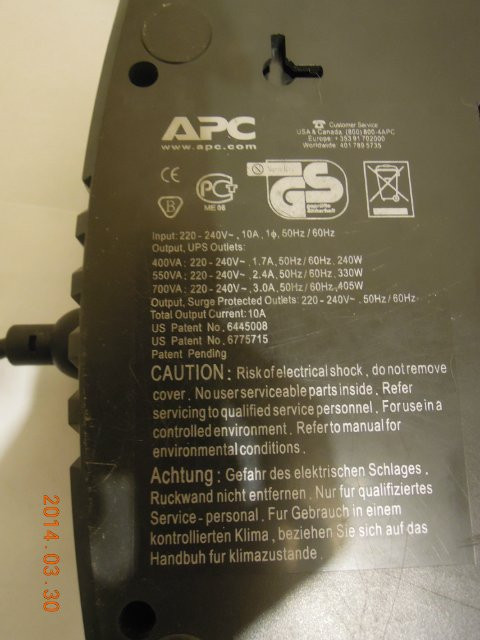 APC
www.apc.com
Customer Service
USA & Canada, (800) 800-4APC
Europe: +353 91 702000
Worldwide: 401 789 5735
CE
B
PCT
ME 06
GS
geprüfte
Sicherheit
Input: 220-240V~, 10A, 1ϕ, 50Hz/60Hz
Output, UPS Outlets:
400VA: 220-240V~, 1.7A, 50Hz/60Hz, 240W
550VA: 220-240V~, 2.4A, 50Hz/60Hz, 330W
700VA: 220-240V~, 3.0A, 50Hz/60Hz, 405W
Output, Surge Protected Outlets: 220-240V~, 50Hz/60Hz
Total Output Current: 10A
US Patent No, 6445008
US Patent No, 6775715
Patent Pending
CAUTION: Risk of electrical shock, do not remove
cover. No user serviceable parts inside. Refer
servicing to qualified service personnel. For use in a
controlled environment. Refer to manual for
environmental conditions.
Achtung: Gefahr des elektrischen Schlages.
Ruckwand nicht entfernen. Nur fur qualifiziertes
Service-personal. Fur Gebrauch in einem
kontrollierten Klima, beziehen Sie sich auf das
Handbuh fur klimazustande.
2014.03.30